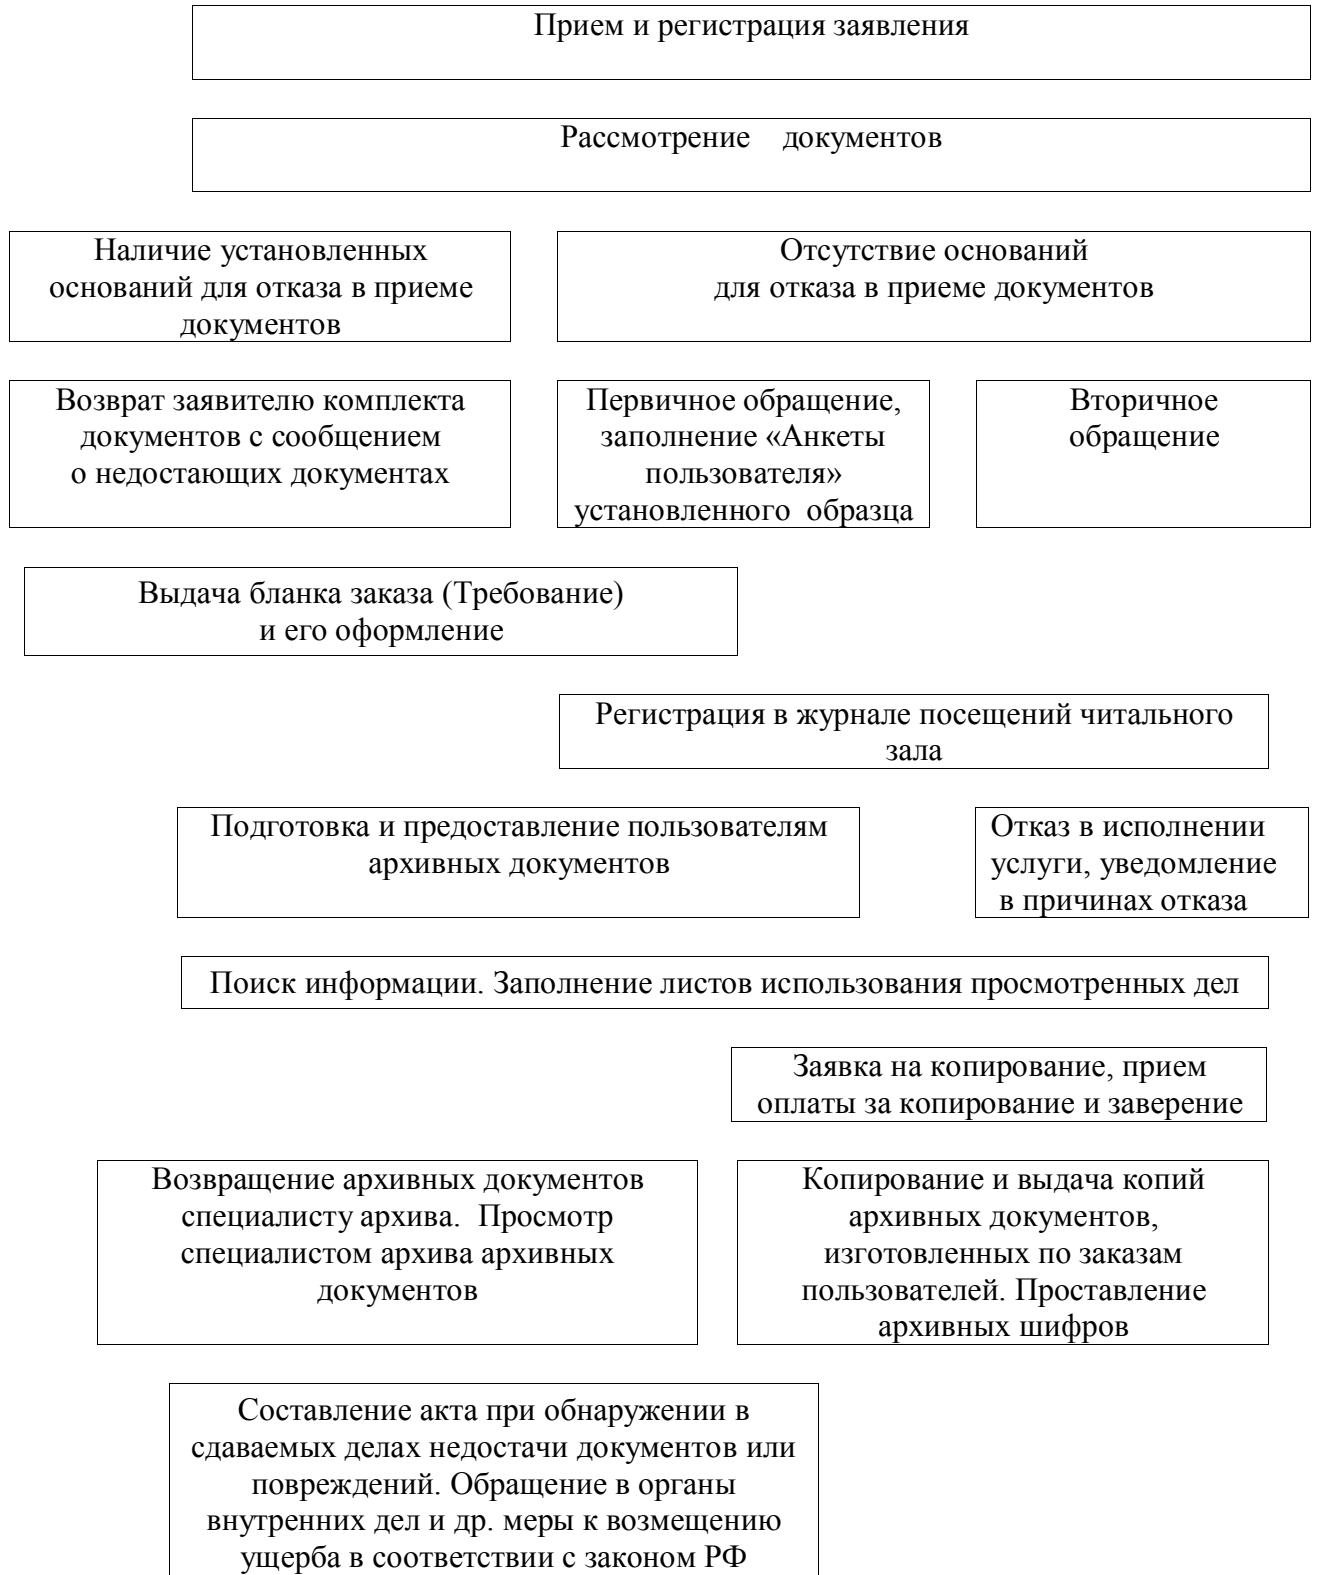 Прием и регистрация заявления
Рассмотрение документов
Наличие установленных
оснований для отказа в приеме
документов
Отсутствие оснований
для отказа в приеме документов
Возврат заявителю комплекта
документов с сообщением
о недостающих документах
Первичное обращение,
заполнение «Анкеты
пользователя»
установленного образца
Вторичное
обращение
Выдача бланка заказа (Требование)
и его оформление
Регистрация в журнале посещений читального
зала
Подготовка и предоставление пользователям
архивных документов
Отказ в исполнении
услуги, уведомление
в причинах отказа
Поиск информации. Заполнение листов использования просмотренных дел
Заявка на копирование, прием
оплаты за копирование и заверение
Возвращение архивных документов
специалисту архива. Просмотр
специалистом архива архивных
документов
Копирование и выдача копий
архивных документов,
изготовленных по заказам
пользователей. Проставление
архивных шифров
Составление акта при обнаружении в
сдаваемых делах недостачи документов или
повреждений. Обращение в органы
внутренних дел и др. меры к возмещению
ущерба в соответствии с законом РФ